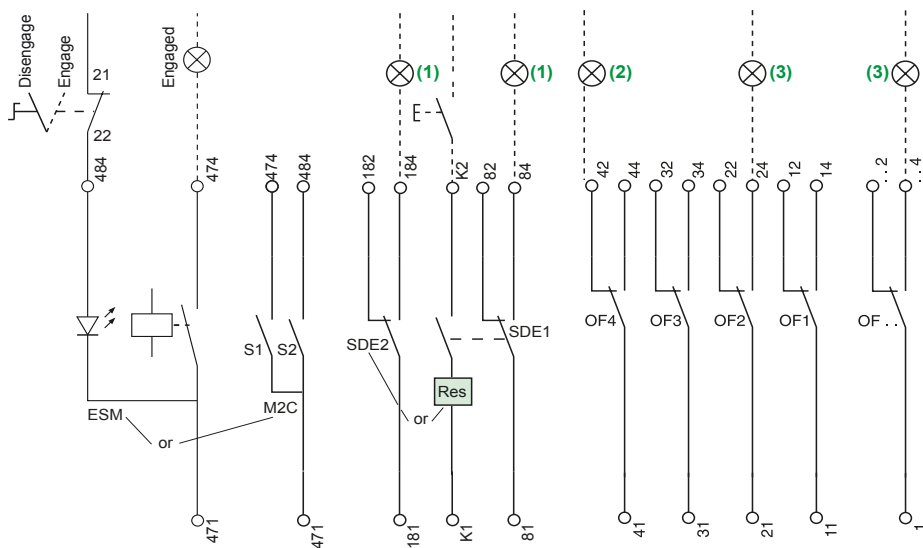 Disengage
Engage
Engaged
21
22
(1)
(1)
(2)
(3)
(3)
484
474
474
484
182
184
K2
82
84
42
44
32
34
22
24
12
14
. . 2
. . 4
S1
S2
SDE2
SDE1
OF4
OF3
OF2
OF1
OF . .
Res
ESM
or
M2C
or
471
471
181
K1
81
41
31
21
11
. . 1